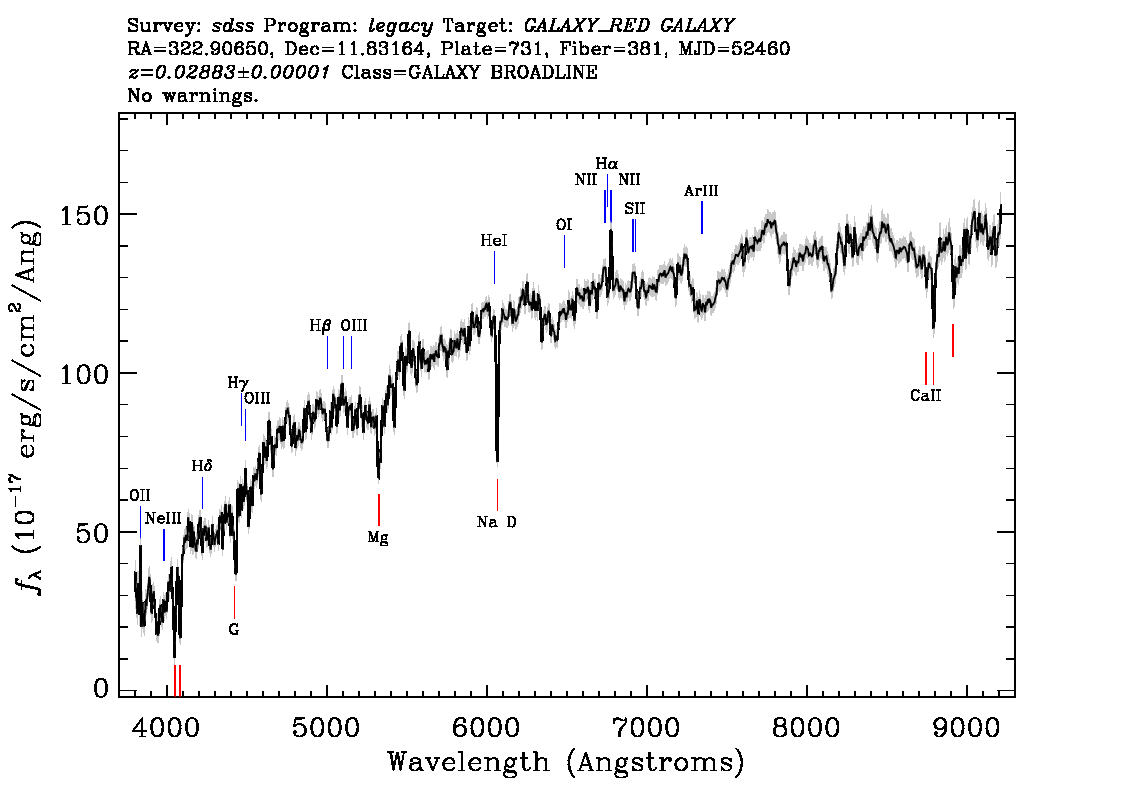 Survey: sdss Program: legacy Target: GALAXY_RED GALAXY
RA=322.90650, Dec=11.83164, Plate=731, Fiber=381, MJD=52460
z=0.02883±0.00001 Class=GALAXY BROADLINE
No warnings.
Hα
NII NII
ArIII
SII
OI
HeI
Hβ OIII
Hγ
OIII
Hδ
OII
NeIII
CaII
Na D
Mg
G
150
100
50
0
4000 5000 6000 7000 8000 9000
Wavelength (Angstroms)
f_λ (10^−17 erg/s/cm^2/Ang)